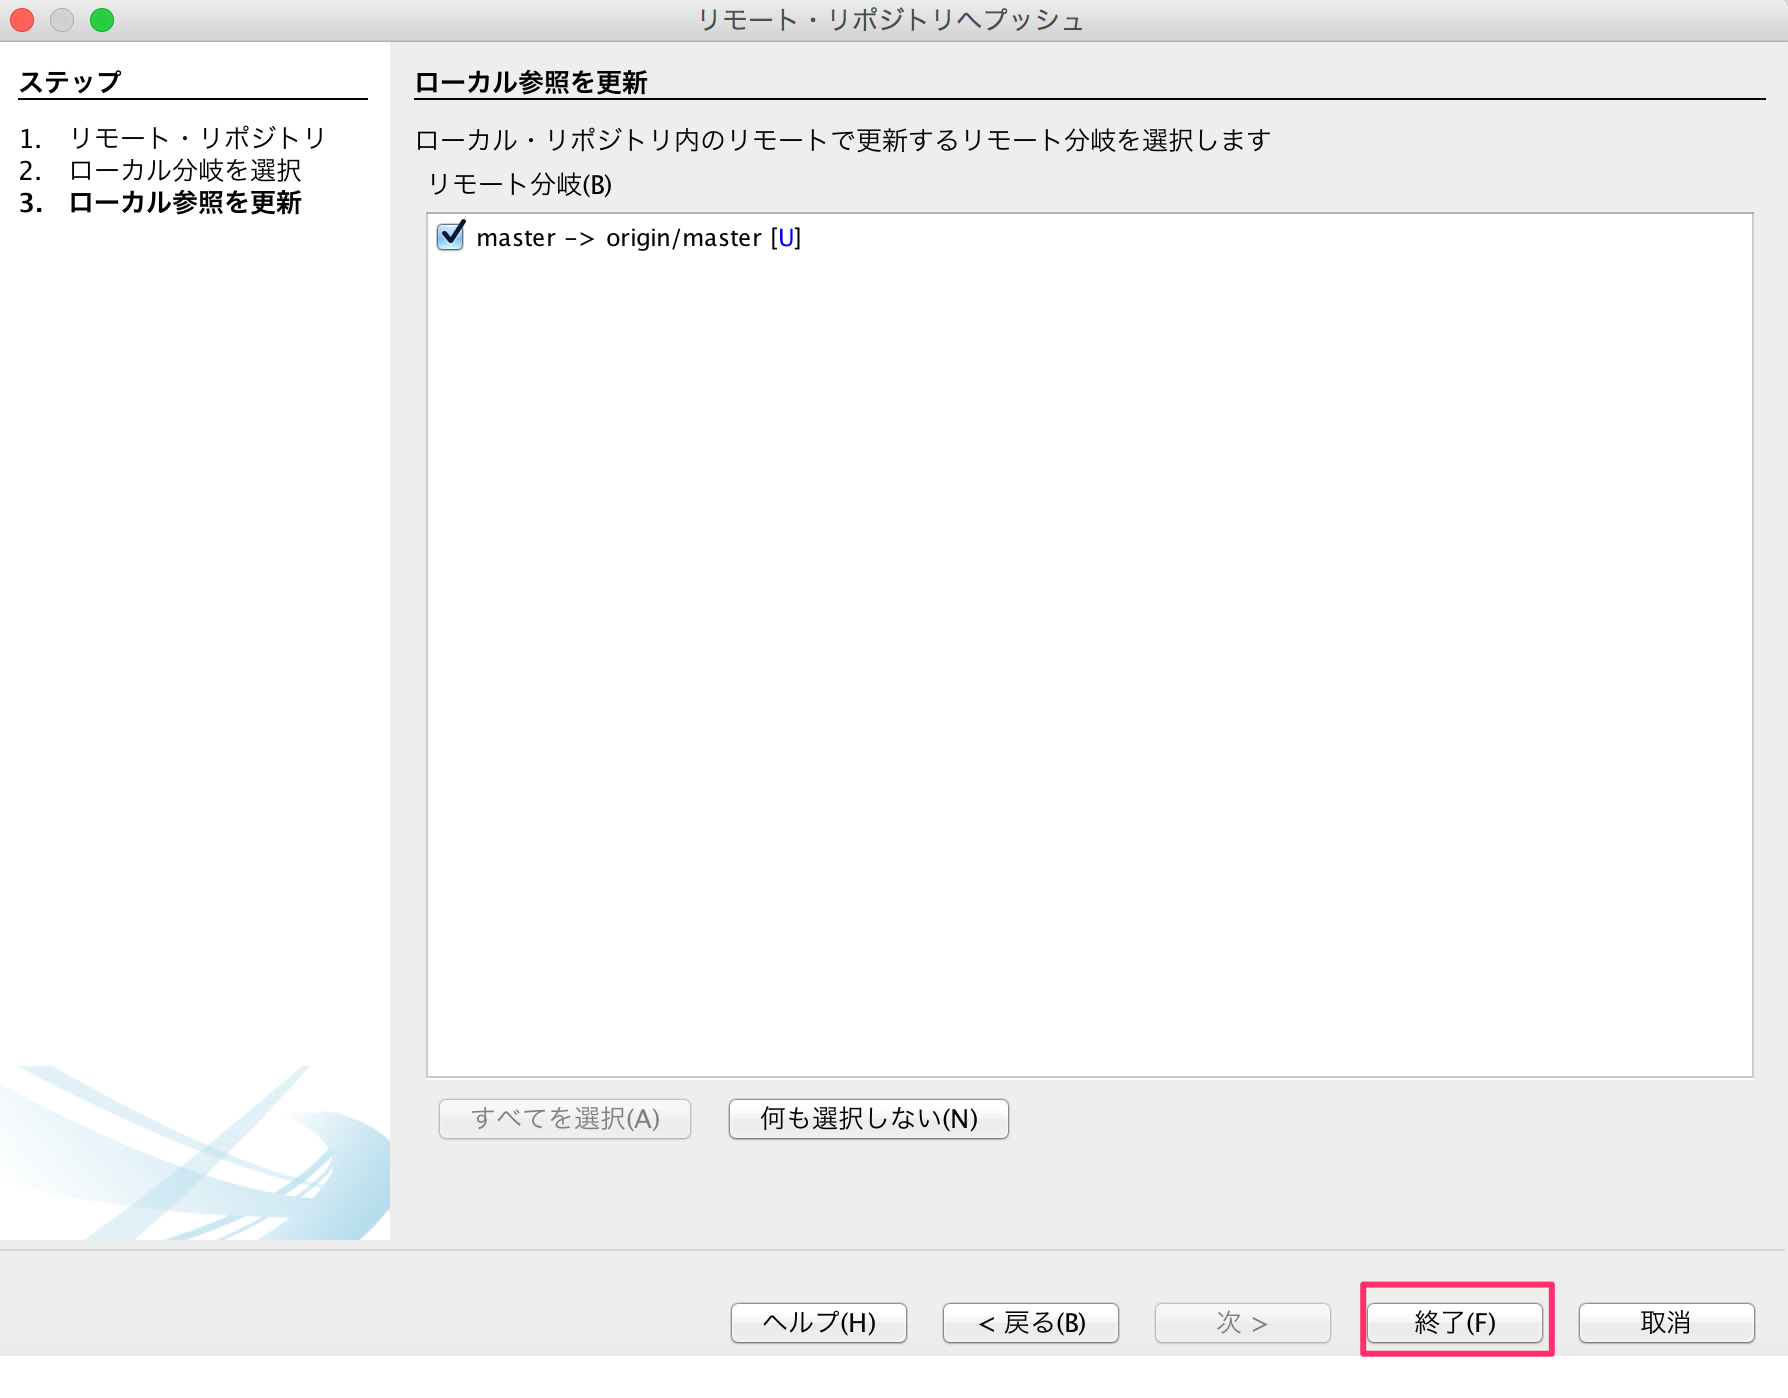 リモート・リポジトリへプッシュ
ステップ
1. リモート・リポジトリ
2. ローカル分岐を選択
3. ローカル参照を更新
ローカル参照を更新
ローカル・リポジトリ内のリモートで更新するリモート分岐を選択します
リモート分岐(B)
master -> origin/master [U]
すべてを選択(A) 何も選択しない(N)
ヘルプ(H) < 戻る(B) 次 > 終了(F) 取消